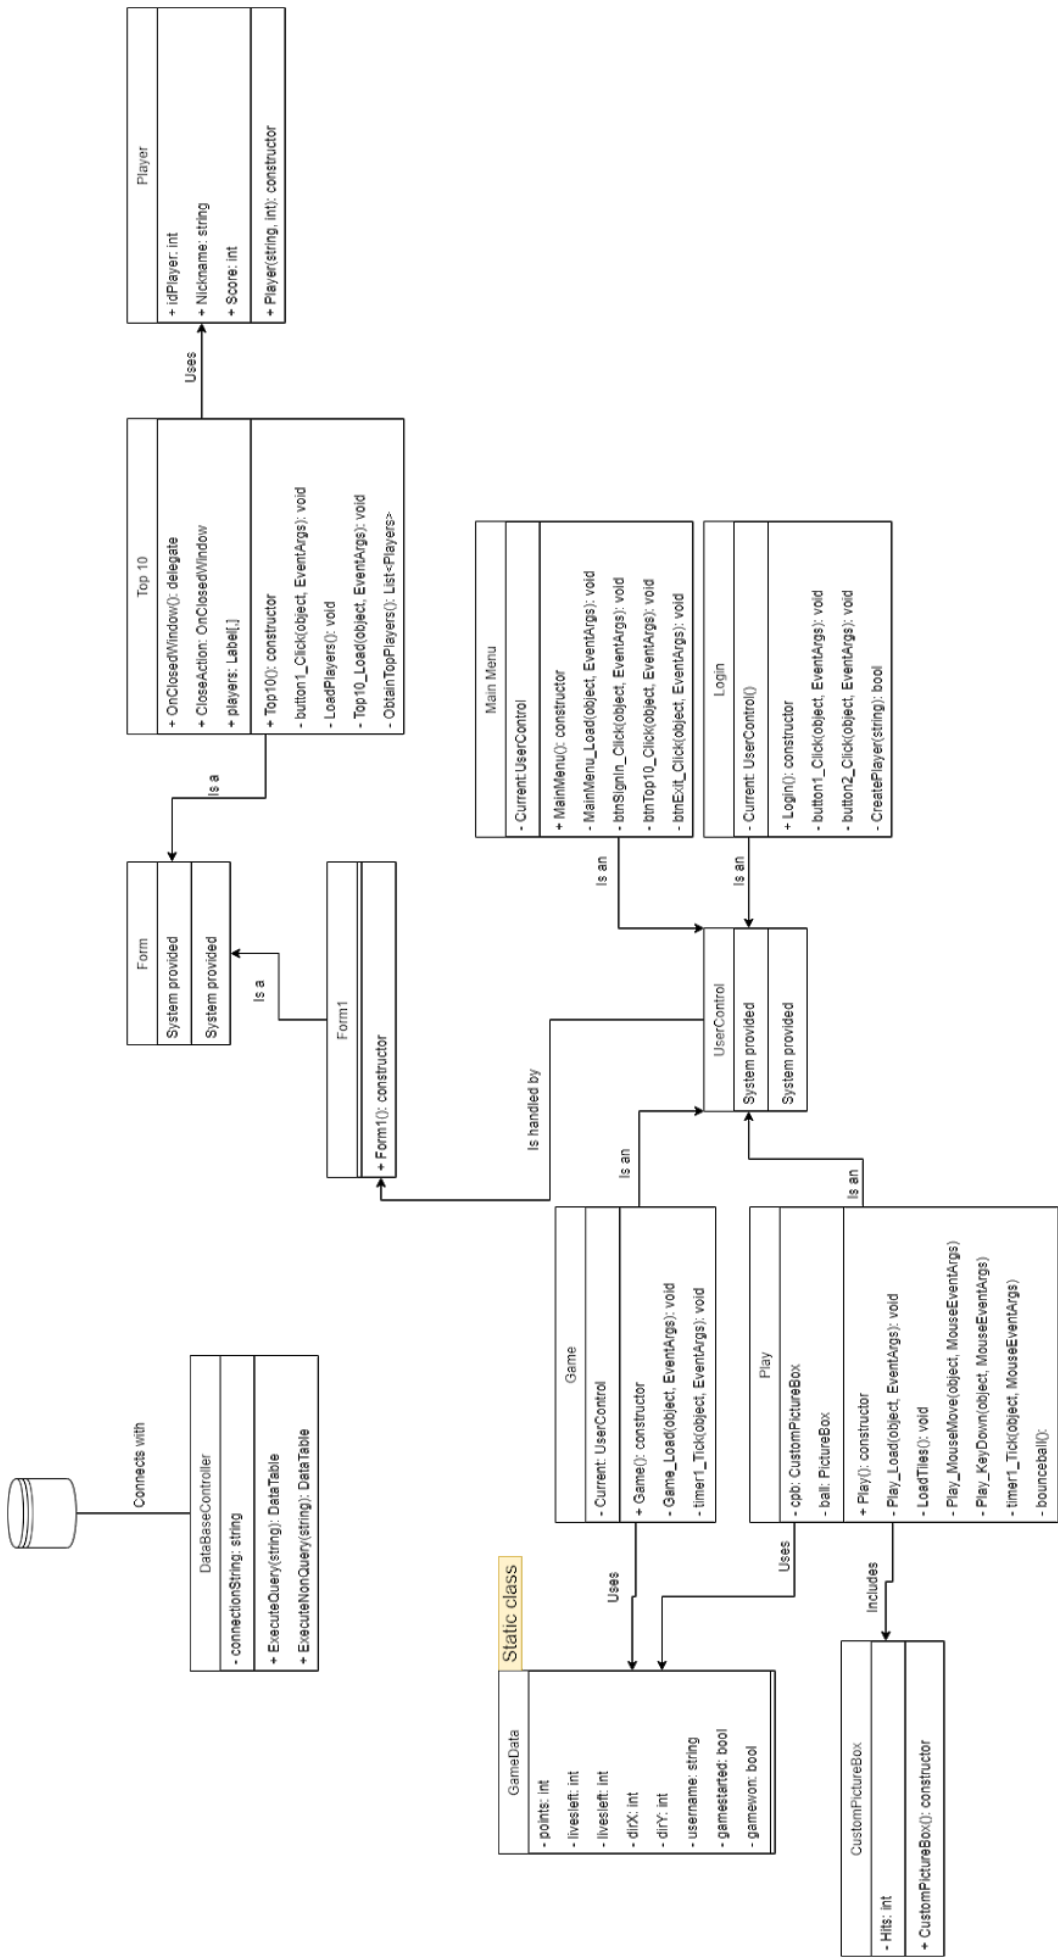 Connects with
DataBaseController
- connectionString: string
+ ExecuteQuery(string): DataTable
+ ExecuteNonQuery(string): DataTable
Form
System provided
System provided
Is a
Is a
Top 10
+ OnClosedWindow(): delegate
+ CloseAction: OnClosedWindow
+ players: Label[,]
+ Top10(): constructor
- button1_Click(object, EventArgs): void
- LoadPlayers(): void
- Top10_Load(object, EventArgs): void
- ObtainTopPlayers(): List<Players>
Uses
Player
+ idPlayer: int
+ Nickname: string
+ Score: int
+ Player(string, int): constructor
Form1
+ Form1(): constructor
Is handled by
Static class
GameData
- points: int
- livesleft: int
- livesleft: int
- dirX: int
- dirY: int
- username: string
- gamestarted: bool
- gamewon: bool
Uses
Uses
Game
- Current: UserControl
+ Game(): constructor
- Game_Load(object, EventArgs): void
- timer1_Tick(object, EventArgs): void
Is an
Is an
UserControl
System provided
System provided
Is an
Is an
Main Menu
- Current:UserControl
+ MainMenu(): constructor
- MainMenu_Load(object, EventArgs): void
- btnSignIn_Click(object, EventArgs): void
- btnTop10_Click(object, EventArgs): void
- btnExit_Click(object, EventArgs): void
Login
- Current: UserControl()
+ Login(): constructor
- button1_Click(object, EventArgs): void
- button2_Click(object, EventArgs): void
- CreatePlayer(string): bool
Play
- cpb: CustomPictureBox
- ball: PictureBox
+ Play(): constructor
- Play_Load(object, EventArgs): void
- LoadTiles(): void
- Play_MouseMove(object, MouseEventArgs)
- Play_KeyDown(object, MouseEventArgs)
- timer1_Tick(object, MouseEventArgs)
- bounceball():
Includes
CustomPictureBox
- Hits: int
+ CustomPictureBox(): constructor